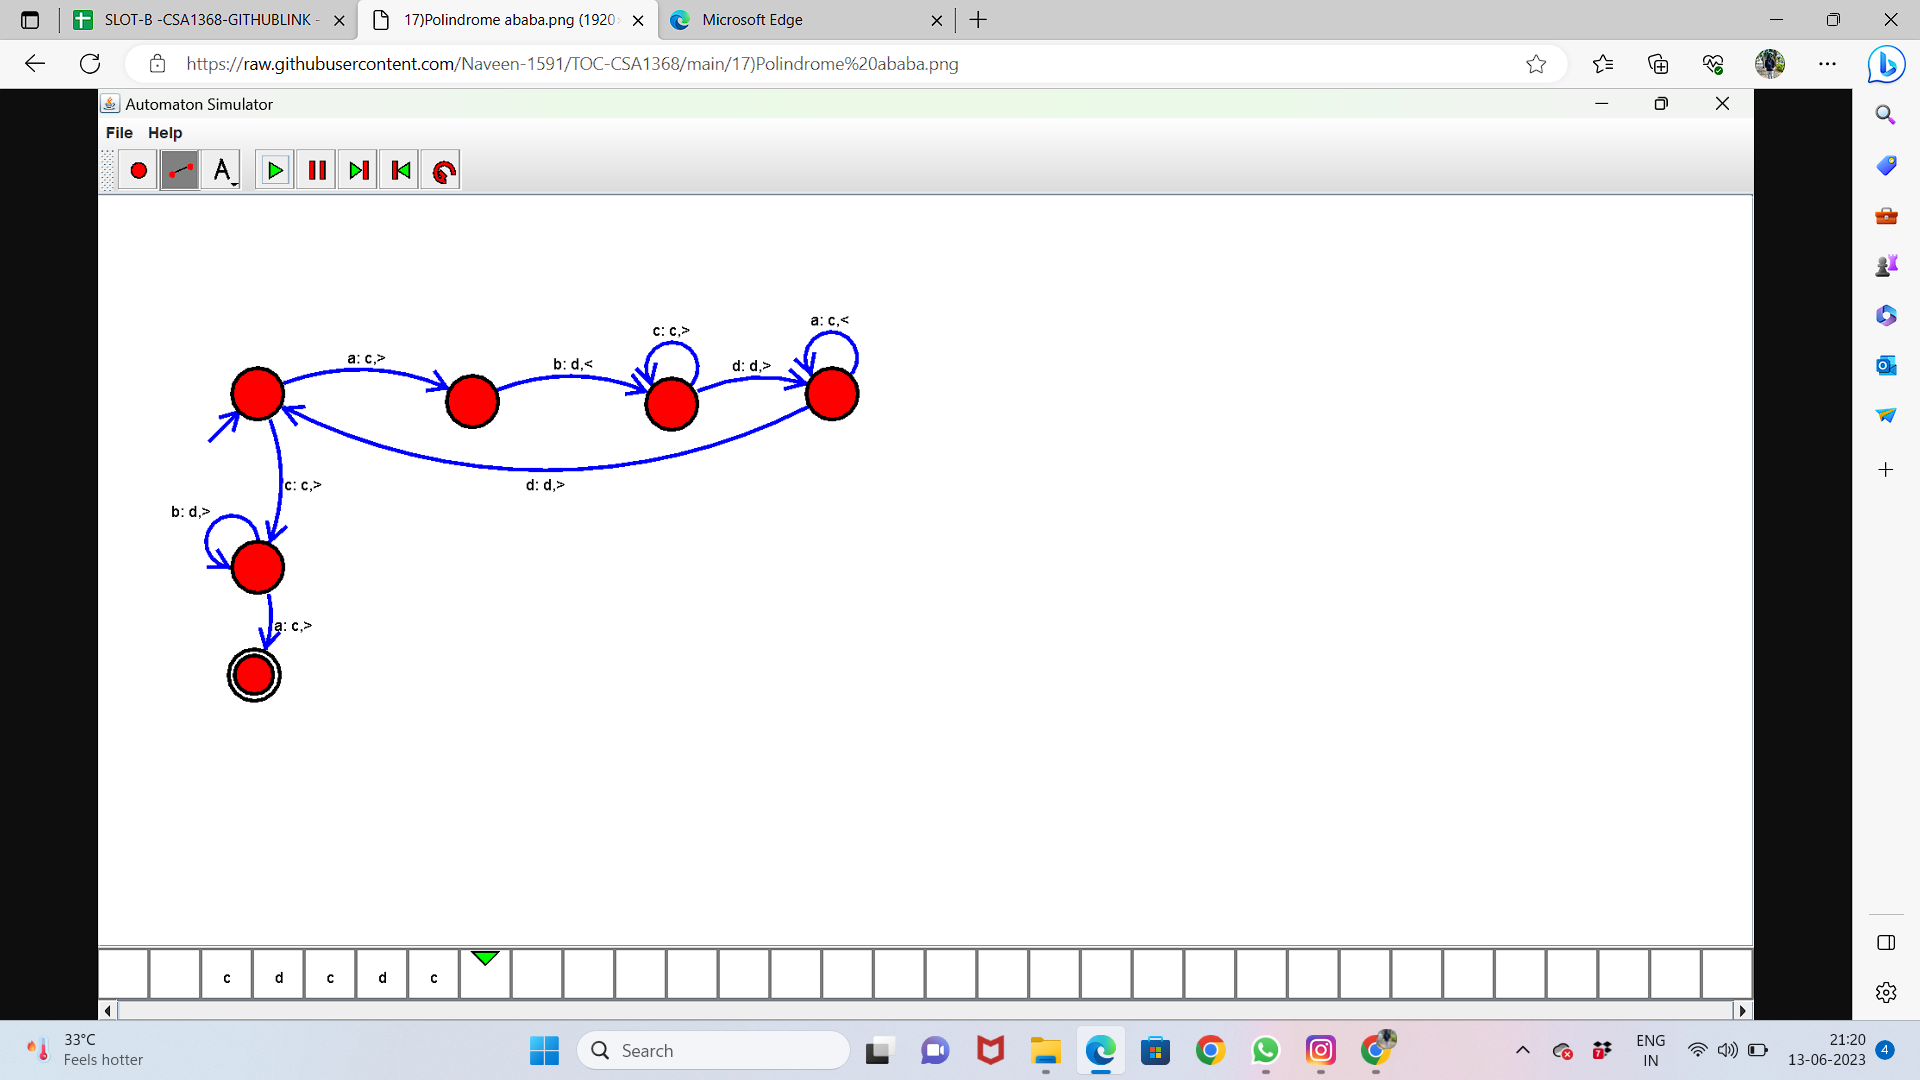 SLOT-B -CSA1368-GITHUBLINK -
17)Polindrome ababa.png (1920
Microsoft Edge
https://raw.githubusercontent.com/Naveen-1591/TOC-CSA1368/main/17)Polindrome%20ababa.png
Automaton Simulator
File Help
A
a: c,<
c: c,>
a: c,>
b: d,<
d: d,>
c: c,>
d: d,>
b: d,>
a: c,>
c d c d c
33°C
Feels hotter
Search
ENG
IN
21:20
13-06-2023
4
7